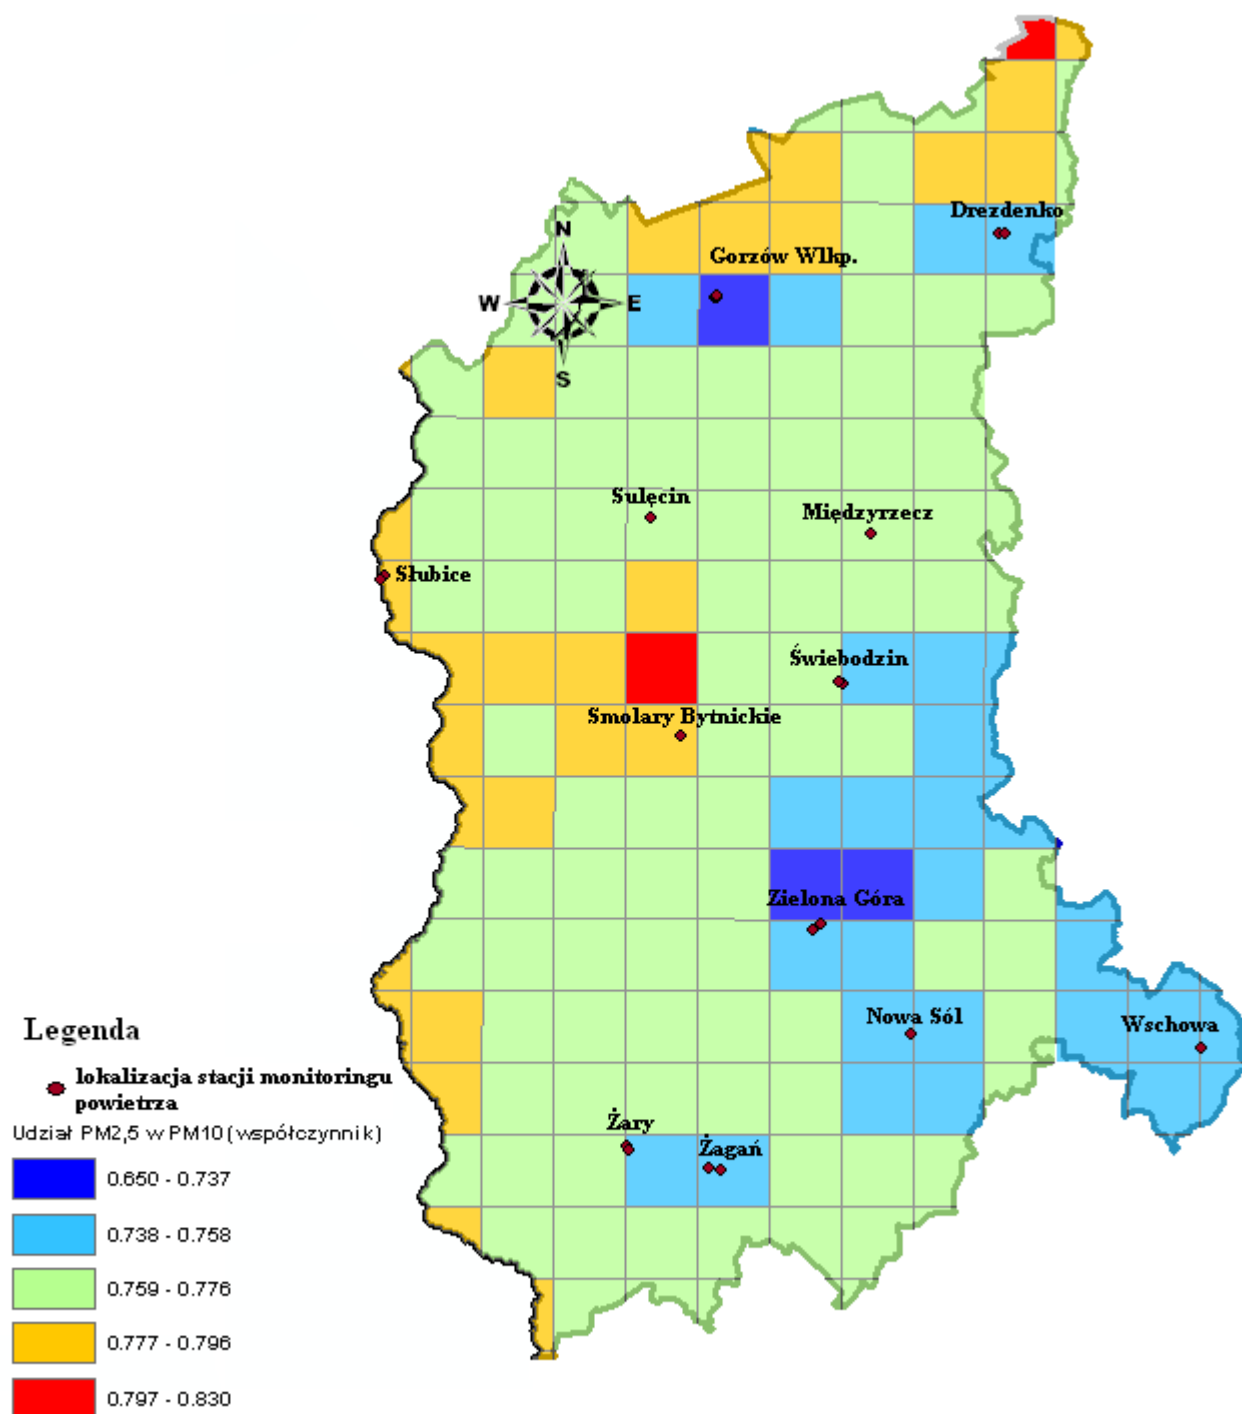 Drezdenko
N
Gorzów Wlkp.
W
E
S
Sulęcin
Międzyrzecz
Słubice
Świebodzin
Smolary Bytnickie
Zielona Góra
Nowa Sól
Wschowa
Żary
Żagań
Legenda
lokalizacja stacji monitoringu
powietrza
Udział PM2,5 w PM10 (współczynnik)
0.650 - 0.737
0.738 - 0.758
0.759 - 0.776
0.777 - 0.796
0.797 - 0.830